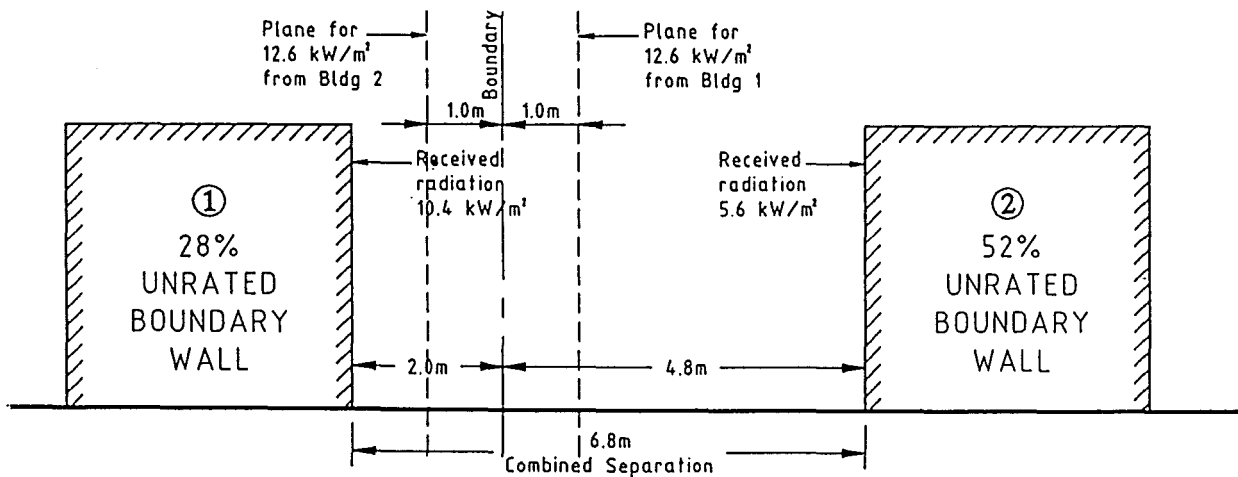 Plane for
12.6 kW/m²
from Bldg 2
Boundary
Plane for
12.6 kW/m²
from Bldg 1
1.0m
1.0m
Received
radiation
10.4 kW/m²
Received
radiation
5.6 kW/m²
①
28%
UNRATED
BOUNDARY
WALL
②
52%
UNRATED
BOUNDARY
WALL
2.0m
4.8m
6.8m
Combined Separation